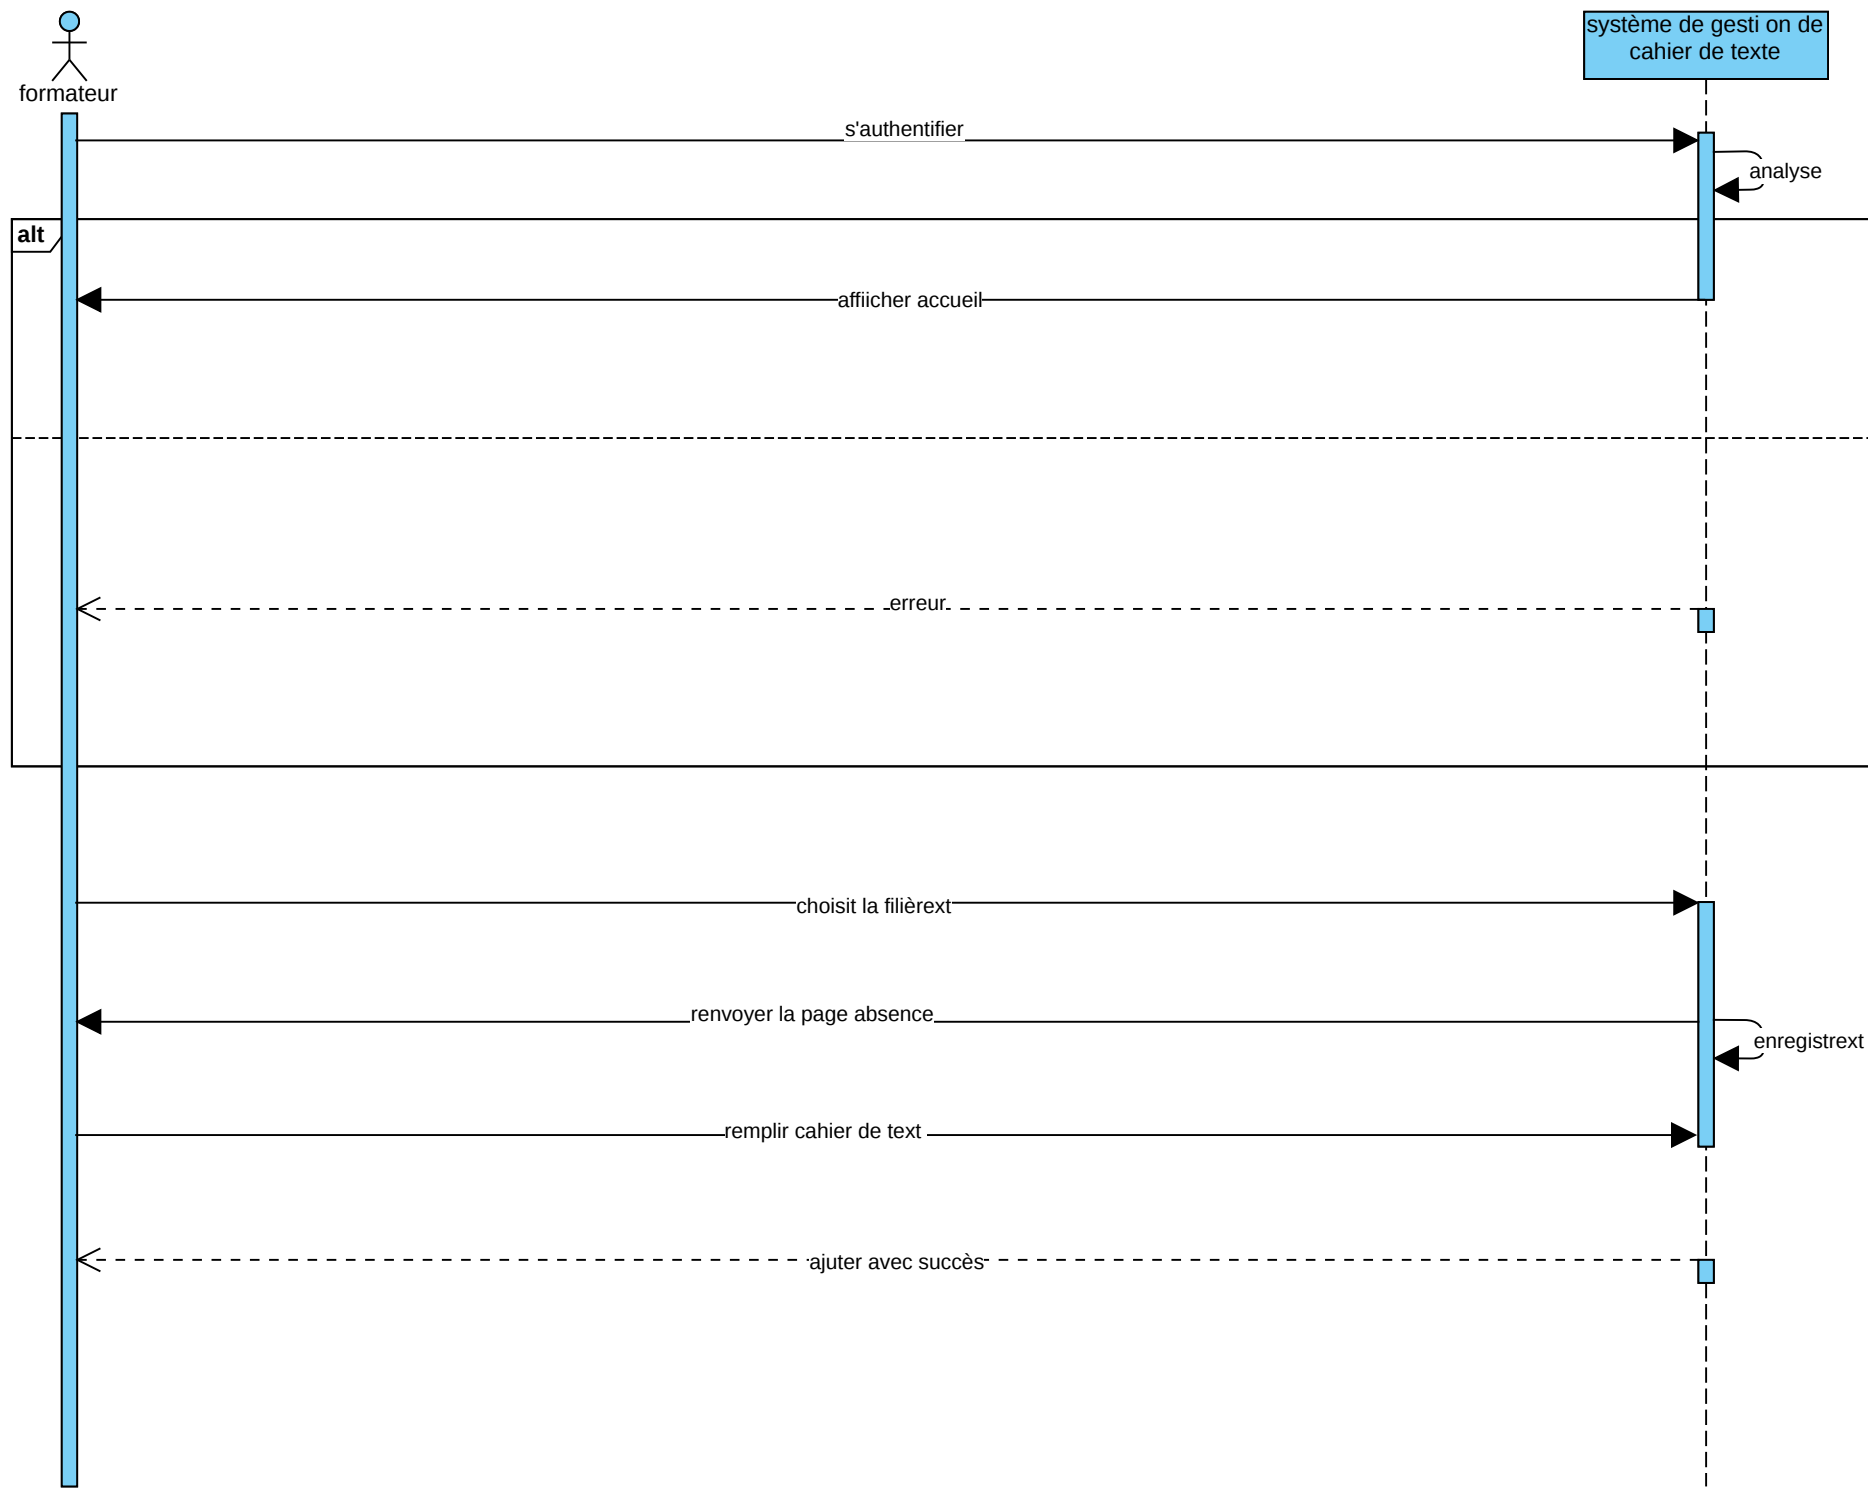 formateur
système de gesti on de
cahier de texte
s'authentifier
analyse
alt
affiicher accueil
erreur
choisit la filièrext
renvoyer la page absence
enregistrext
remplir cahier de text
ajuter avec succès